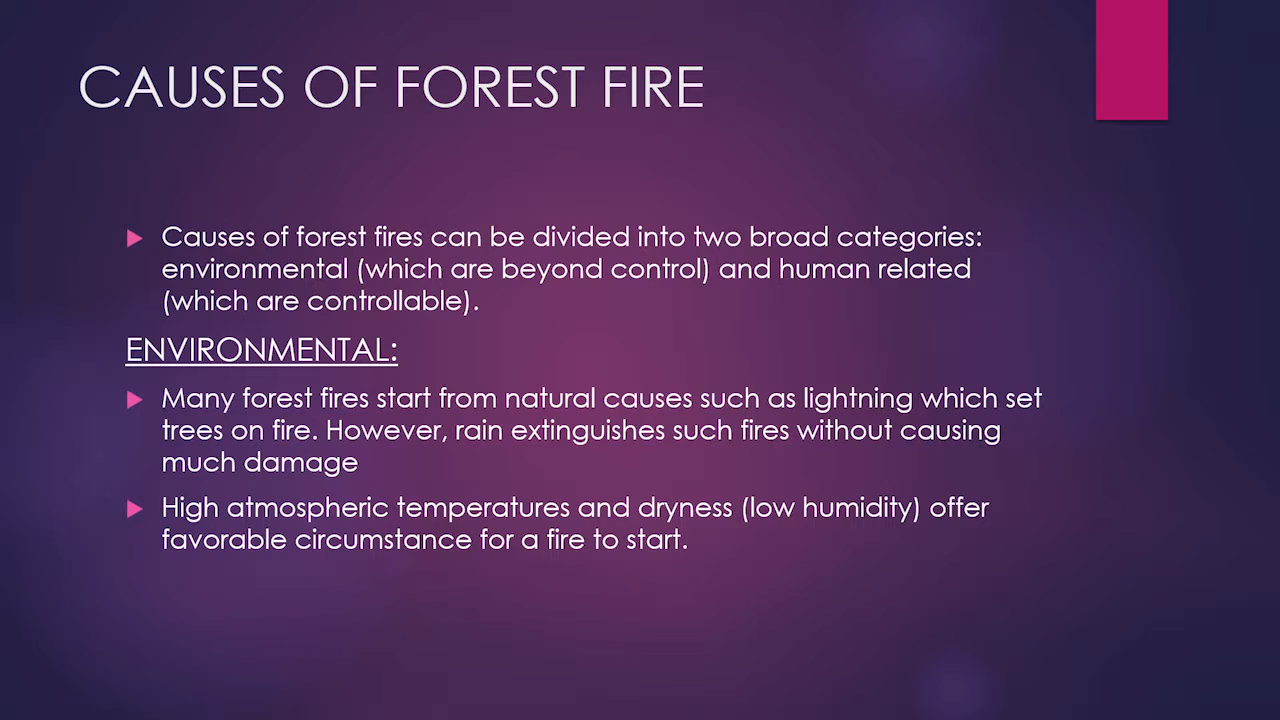 CAUSES OF FOREST FIRE
Causes of forest fires can be divided into two broad categories:
environmental (which are beyond control) and human related
(which are controllable).
ENVIRONMENTAL:
Many forest fires start from natural causes such as lightning which set
trees on fire. However, rain extinguishes such fires without causing
much damage
High atmospheric temperatures and dryness (low humidity) offer
favorable circumstance for a fire to start.